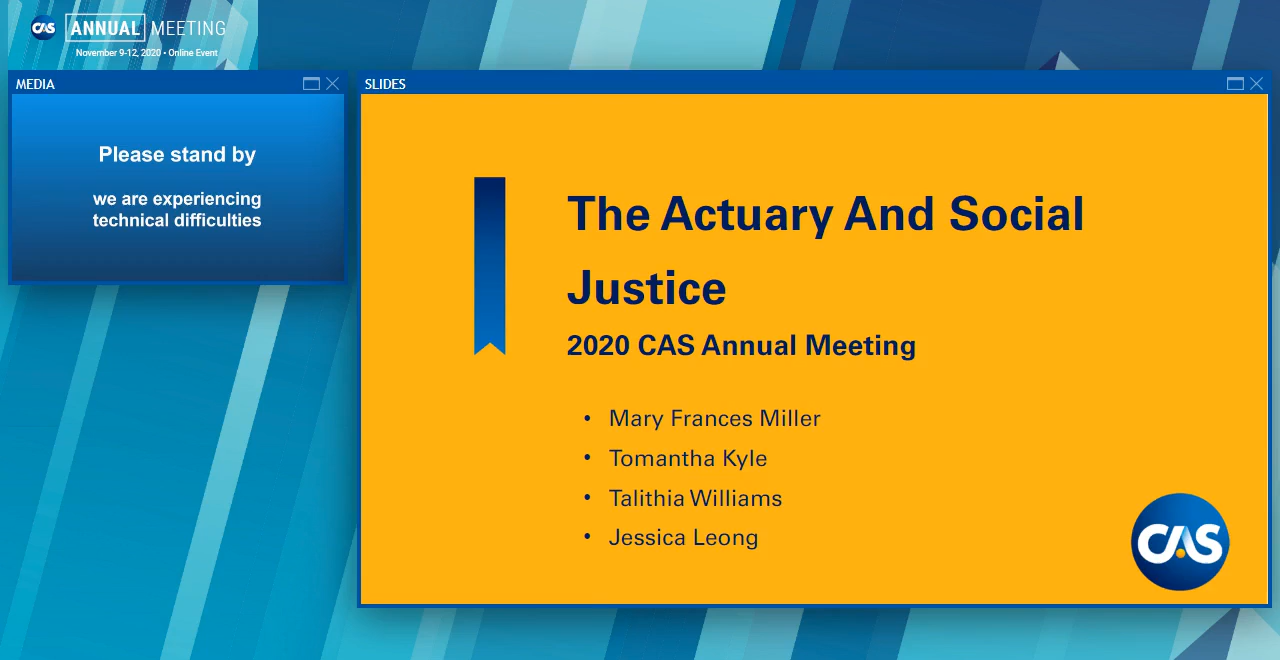 CAS ANNUAL MEETING
November 9-12, 2020 • Online Event
MEDIA
Please stand by
we are experiencing
technical difficulties
SLIDES
The Actuary And Social
Justice
2020 CAS Annual Meeting
• Mary Frances Miller
• Tomantha Kyle
• Talithia Williams
• Jessica Leong
CAS